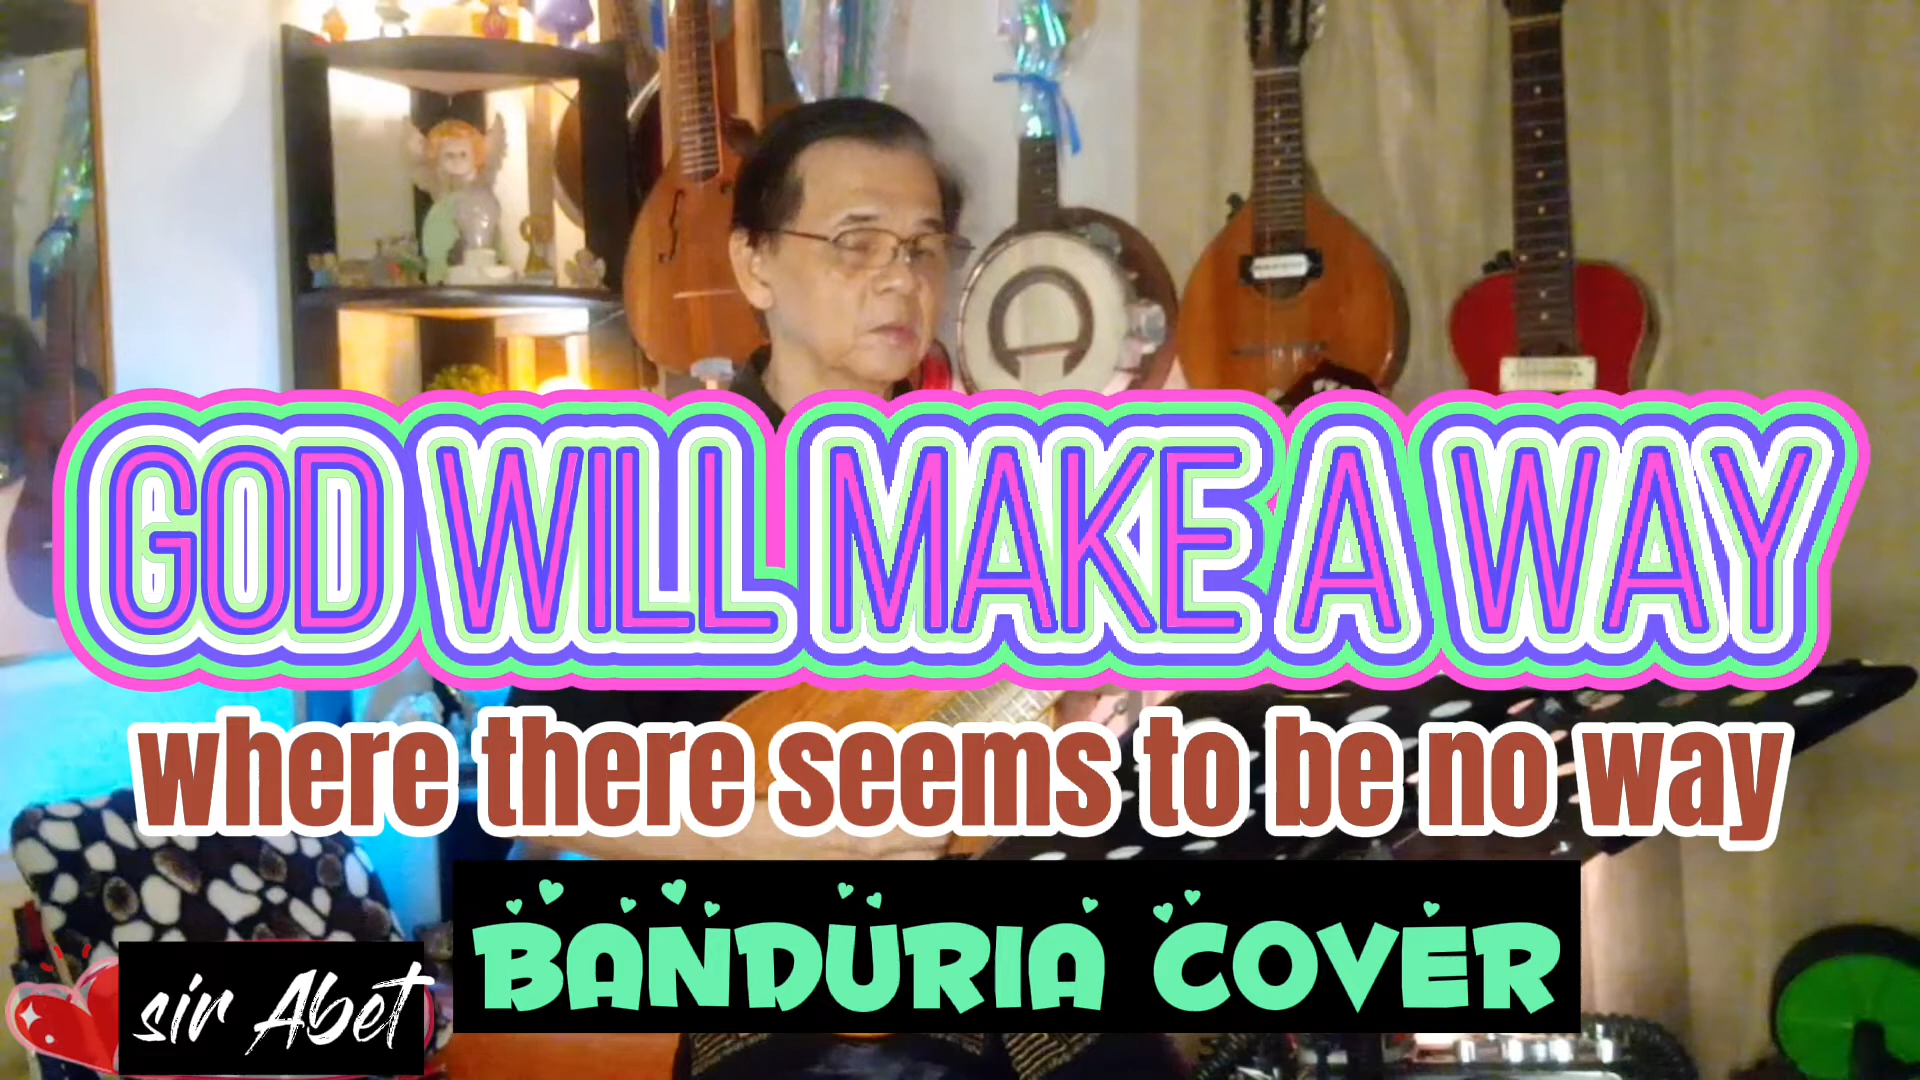 GOD WILL MAKE A WAY
where there seems to be no way
BANDURIA COVER
sir Abet